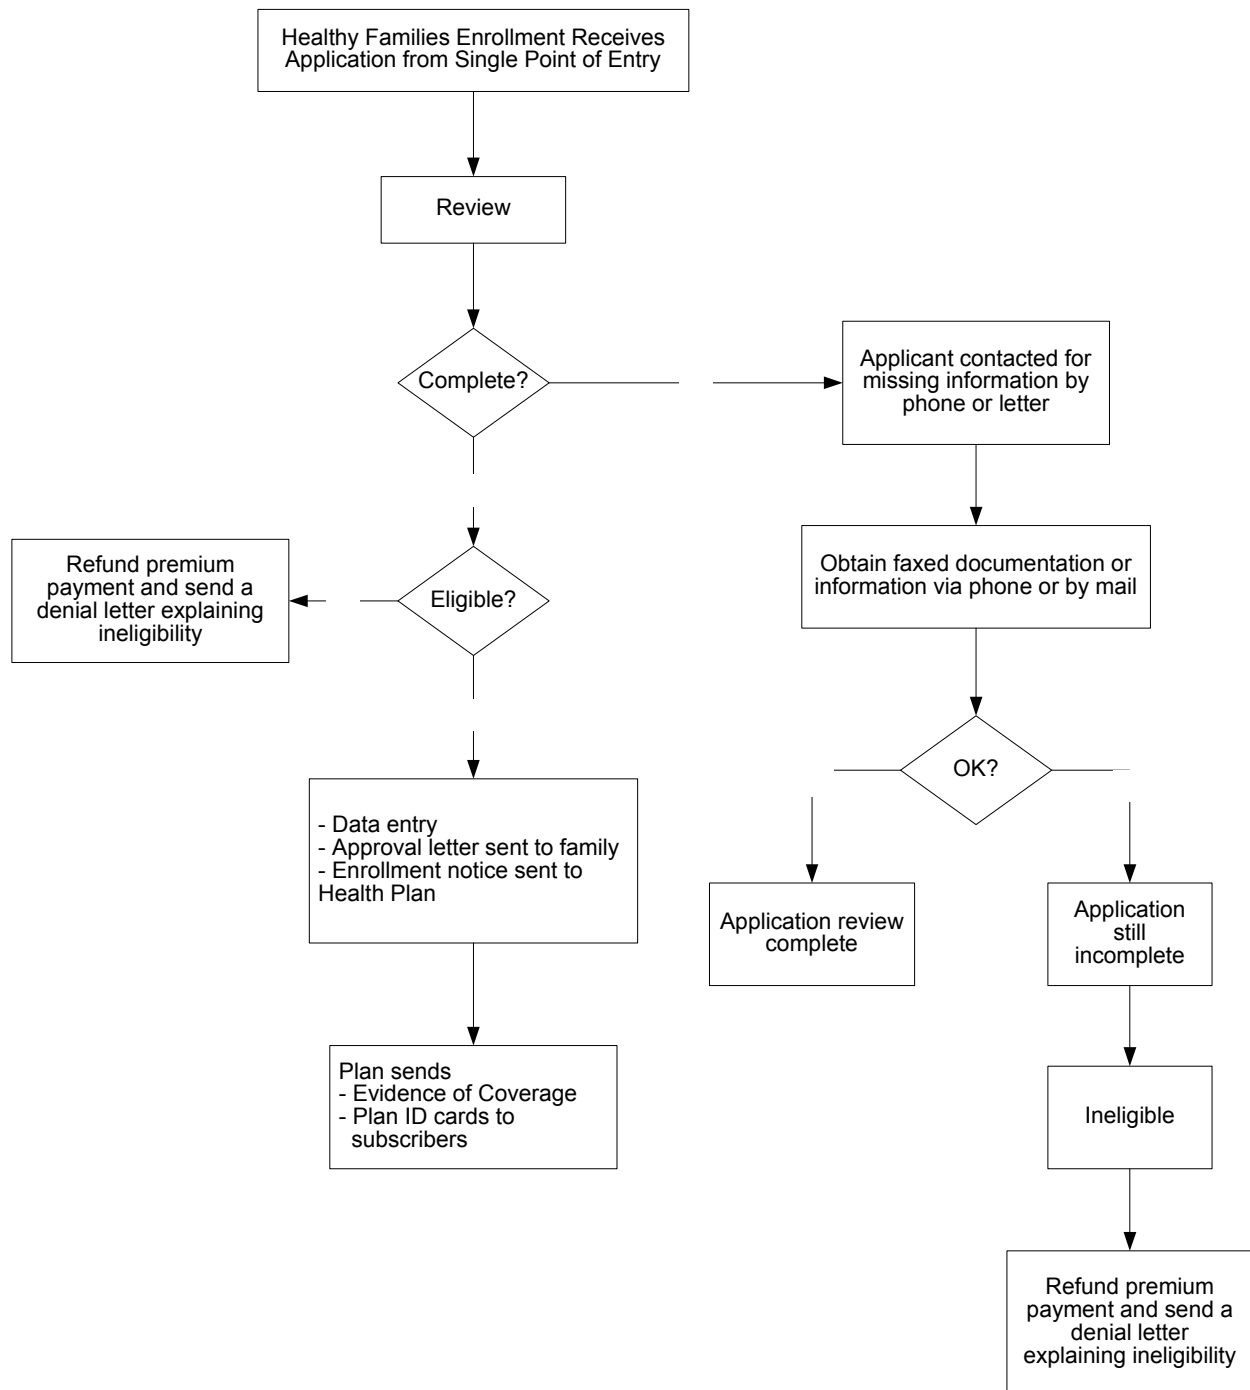 Healthy Families Enrollment Receives
Application from Single Point of Entry
Review
Complete?
Applicant contacted for
missing information by
phone or letter
Obtain faxed documentation or
information via phone or by mail
Refund premium
payment and send a
denial letter explaining
ineligibility
Eligible?
OK?
- Data entry
- Approval letter sent to family
- Enrollment notice sent to
Health Plan
Application review
complete
Application
still
incomplete
Plan sends
- Evidence of Coverage
- Plan ID cards to
subscribers
Ineligible
Refund premium
payment and send a
denial letter
explaining ineligibility